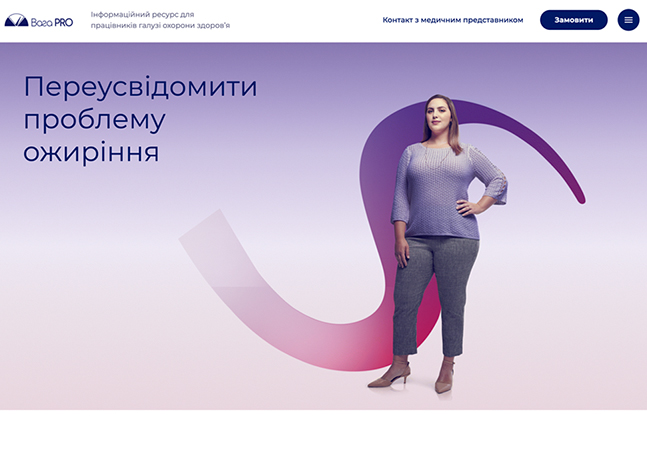 Вага PRO
Інформаційний ресурс для
працівників галузі охорони здоров'я
Контакт з медичним представником
Замовити
Переусвідомити
проблему
ожиріння